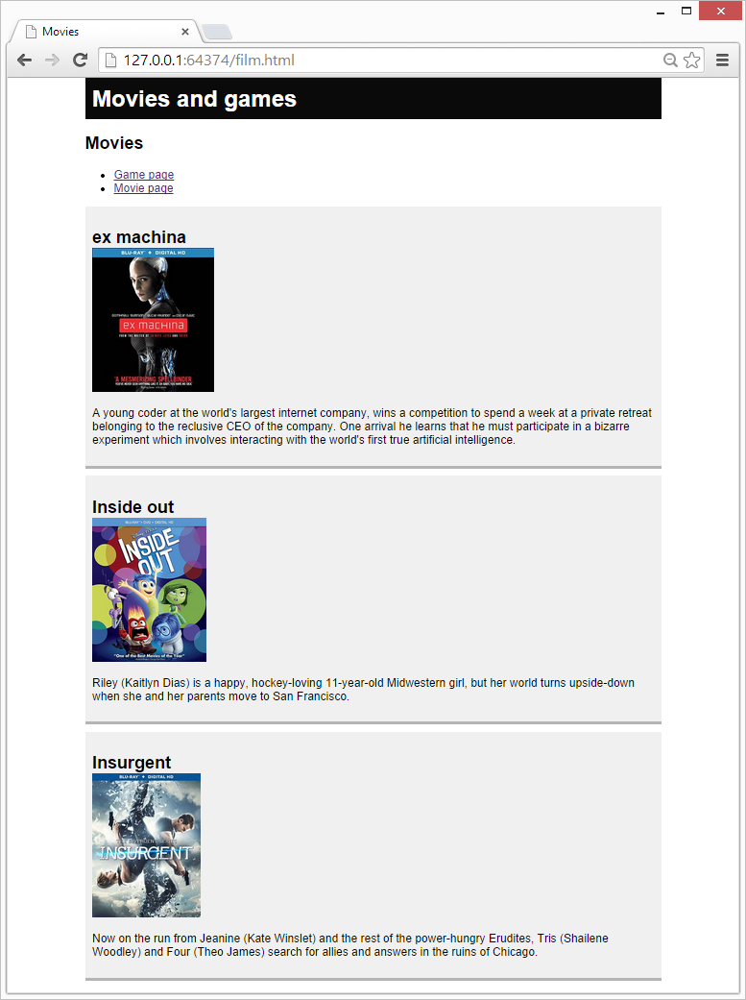 Movies
127.0.0.1:64374/film.html
Movies and games
Movies
Game page
Movie page
ex machina
BLU-RAY + DIGITAL HD
ex machina
'A MESMERIZING SPELLBINDER
A young coder at the world's largest internet company, wins a competition to spend a week at a private retreat
belonging to the reclusive CEO of the company. One arrival he learns that he must participate in a bizarre
experiment which involves interacting with the world's first true artificial intelligence.
Inside out
BLU-RAY + DVD + DIGITAL HD
INSIDE
OUT
"One of the Best Movies of the Year"
Riley (Kaitlyn Dias) is a happy, hockey-loving 11-year-old Midwestern girl, but her world turns upside-down
when she and her parents move to San Francisco.
Insurgent
BLU-RAY + DIGITAL HD
INSURGENT
Now on the run from Jeanine (Kate Winslet) and the rest of the power-hungry Erudites, Tris (Shailene
Woodley) and Four (Theo James) search for allies and answers in the ruins of Chicago.